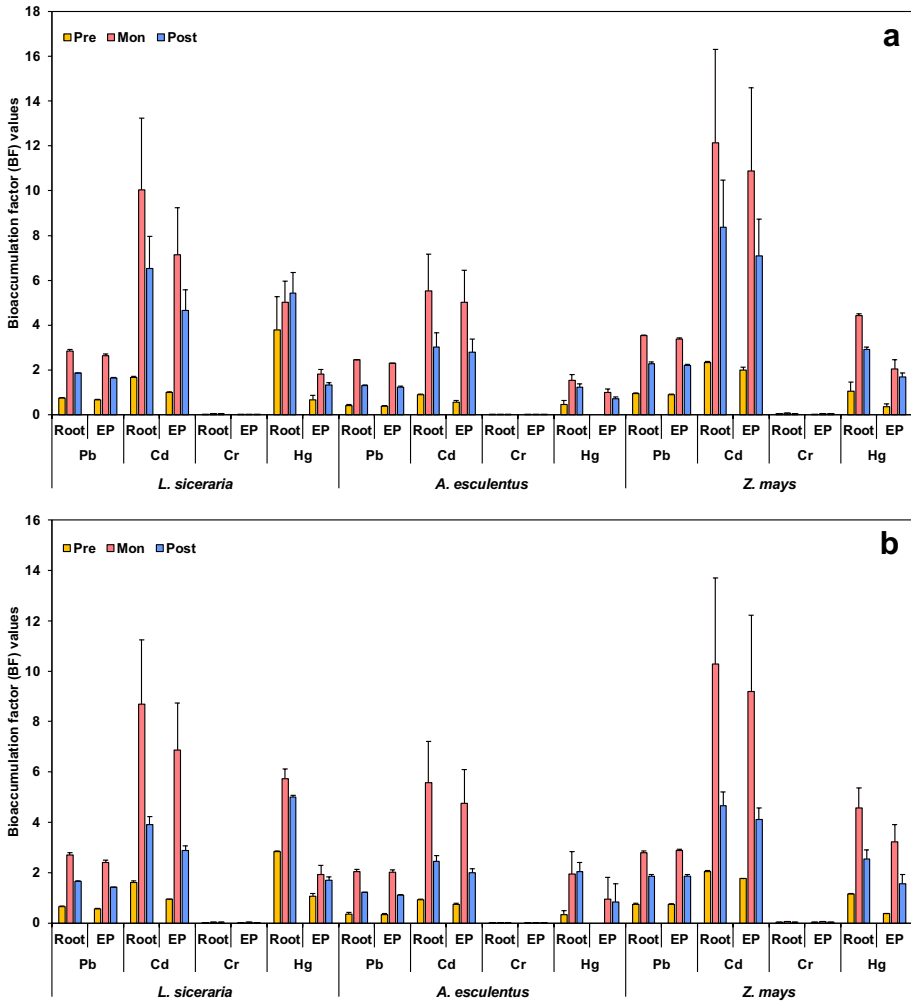 a
Pre Mon Post
Bioaccumulation factor (BF) values
18
16
14
12
10
8
6
4
2
0
Root EP Root EP Root EP Root EP Root EP Root EP Root EP Root EP Root EP Root EP Root EP Root EP
Pb Cd Cr Hg Pb Cd Cr Hg Pb Cd Cr Hg
L. siceraria A. esculentus Z. mays
b
Pre Mon Post
Bioaccumulation factor (BF) values
16
14
12
10
8
6
4
2
0
Root EP Root EP Root EP Root EP Root EP Root EP Root EP Root EP Root EP Root EP Root EP Root EP
Pb Cd Cr Hg Pb Cd Cr Hg Pb Cd Cr Hg
L. siceraria A. esculentus Z. mays